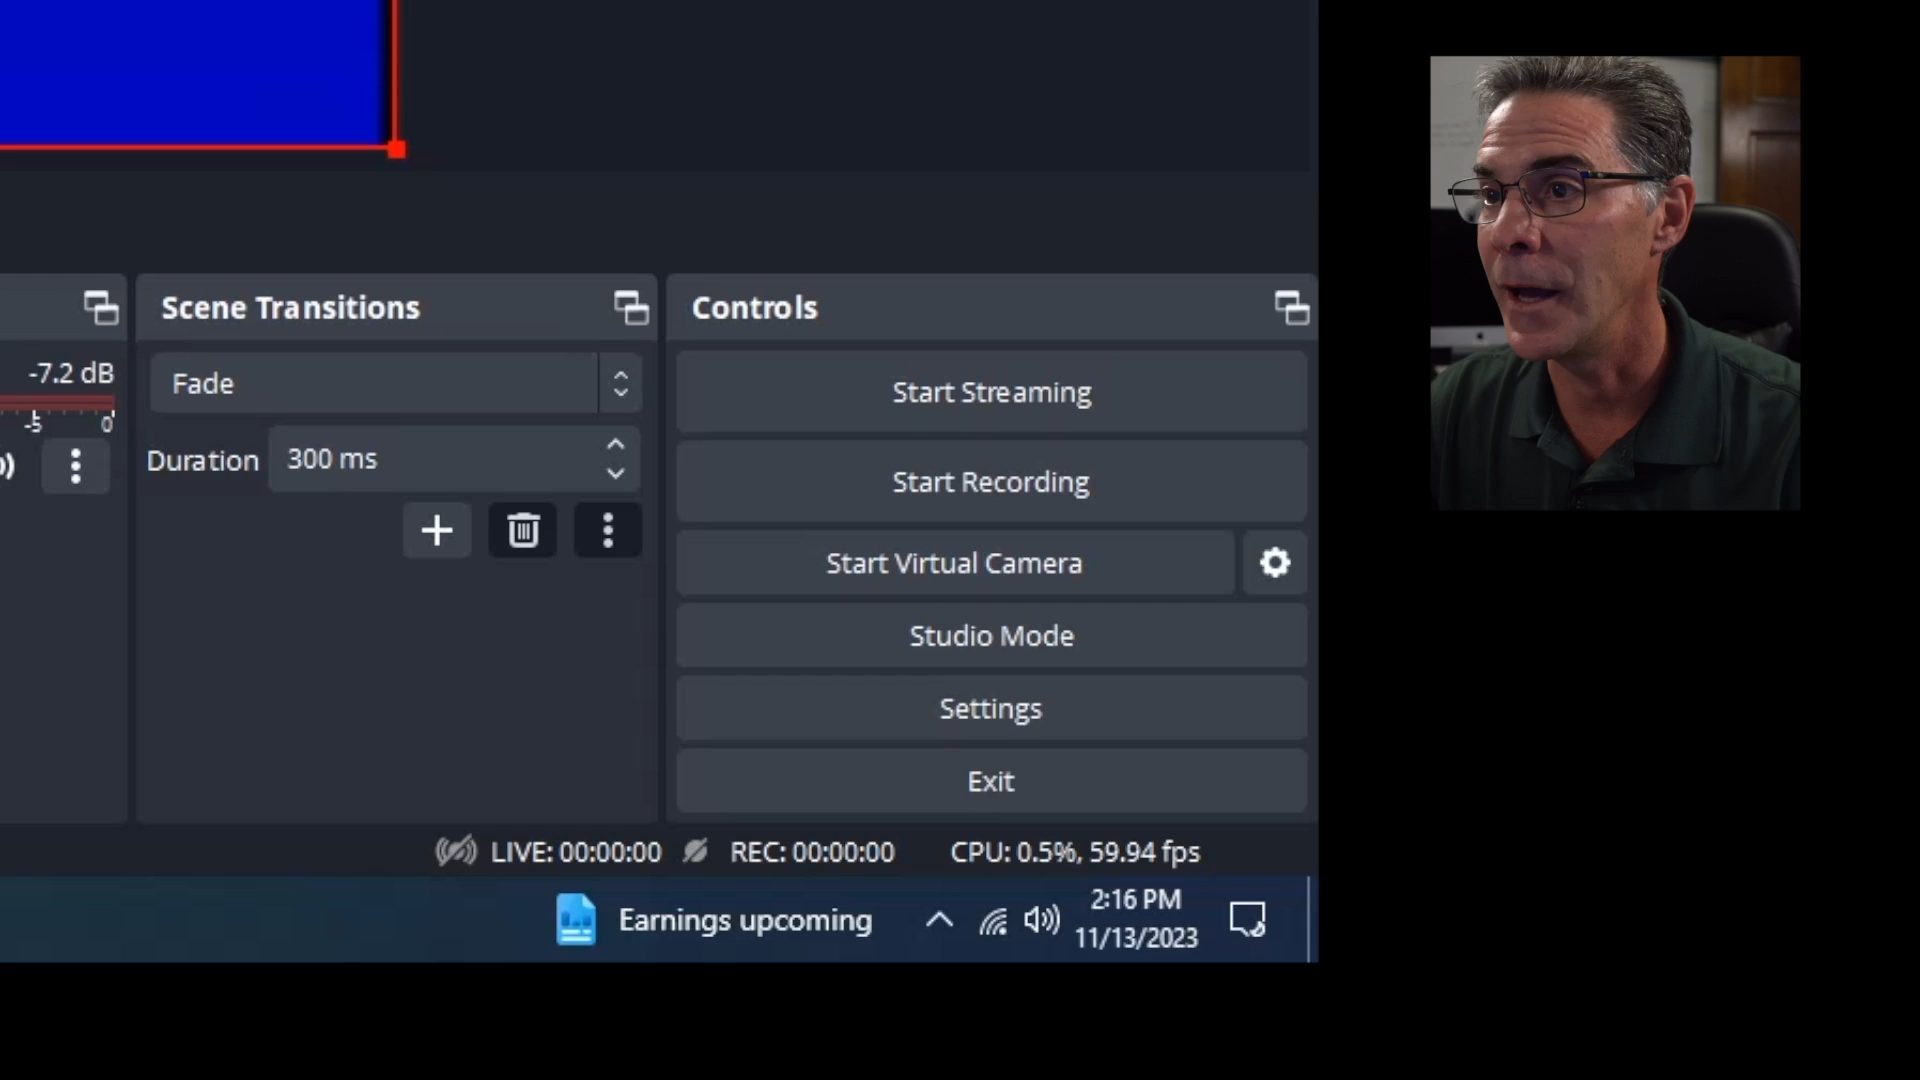 Scene Transitions
Controls
-7.2 dB
-5 0
Fade
Duration 300 ms
Start Streaming
Start Recording
Start Virtual Camera
Studio Mode
Settings
Exit
LIVE: 00:00:00 REC: 00:00:00 CPU: 0.5%, 59.94 fps
Earnings upcoming
2:16 PM
11/13/2023